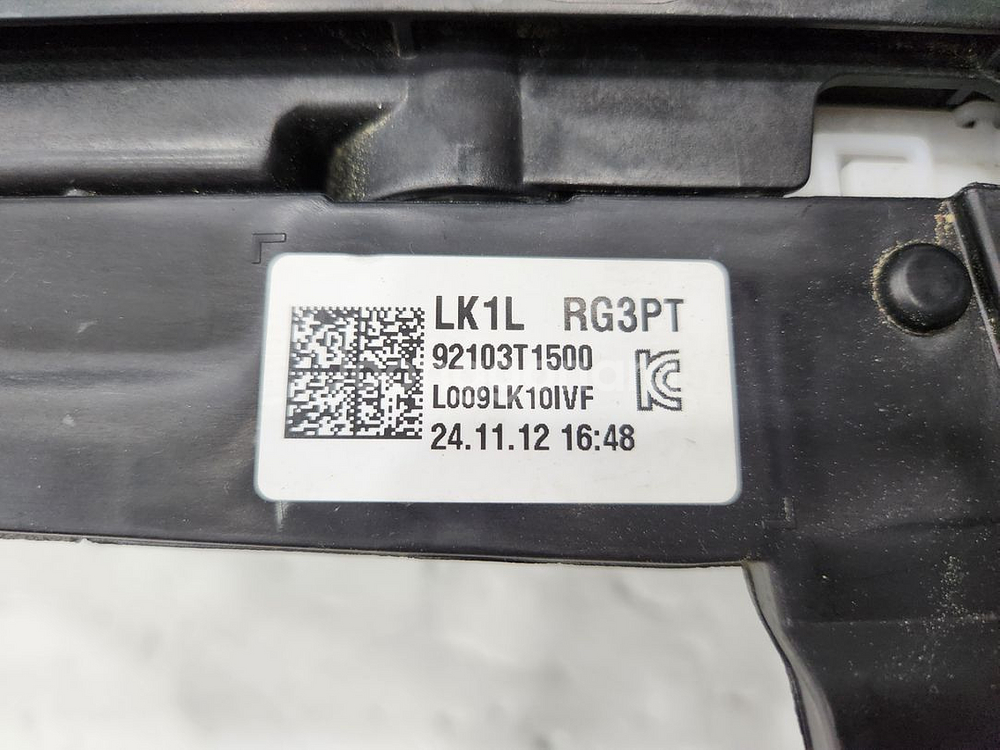 LK1L RG3PT
92103T1500
L009LK10IVF
24.11.12 16:48